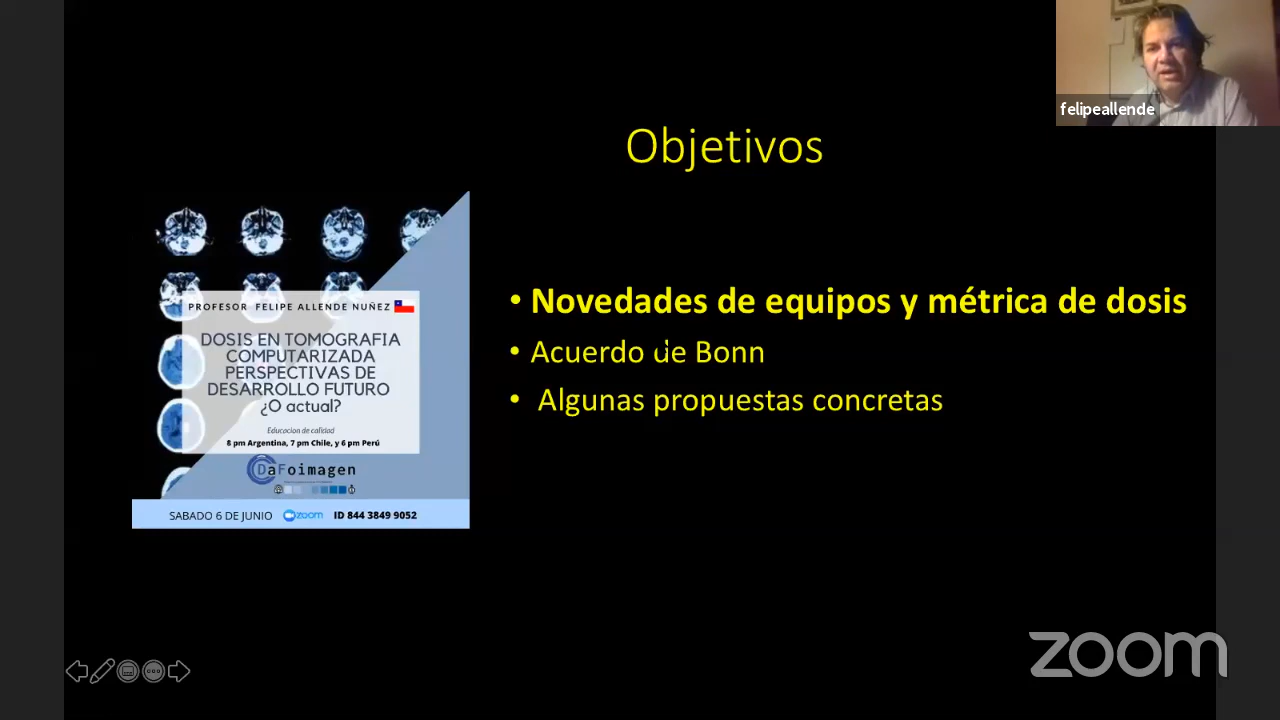 felipeallende
Objetivos
PROFESOR FELIPE ALLENDE NUÑEZ
DOSIS EN TOMOGRAFIA
COMPUTARIZADA
PERSPECTIVAS DE
DESARROLLO FUTURO
¿O actual?
Educacion de calidad
8 pm Argentina, 7 pm Chile, y 6 pm Perú
DaFoimagen
SABADO 6 DE JUNIO zoom ID 844 3849 9052
• Novedades de equipos y métrica de dosis
• Acuerdo de Bonn
• Algunas propuestas concretas
zoom